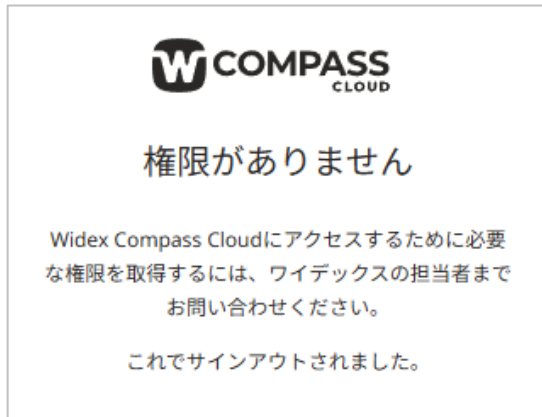 W COMPASS
CLOUD
権限がありません
Widex Compass Cloudにアクセスするために必要
な権限を取得するには、ワイデックスの担当者まで
お問い合わせください。
これでサインアウトされました。